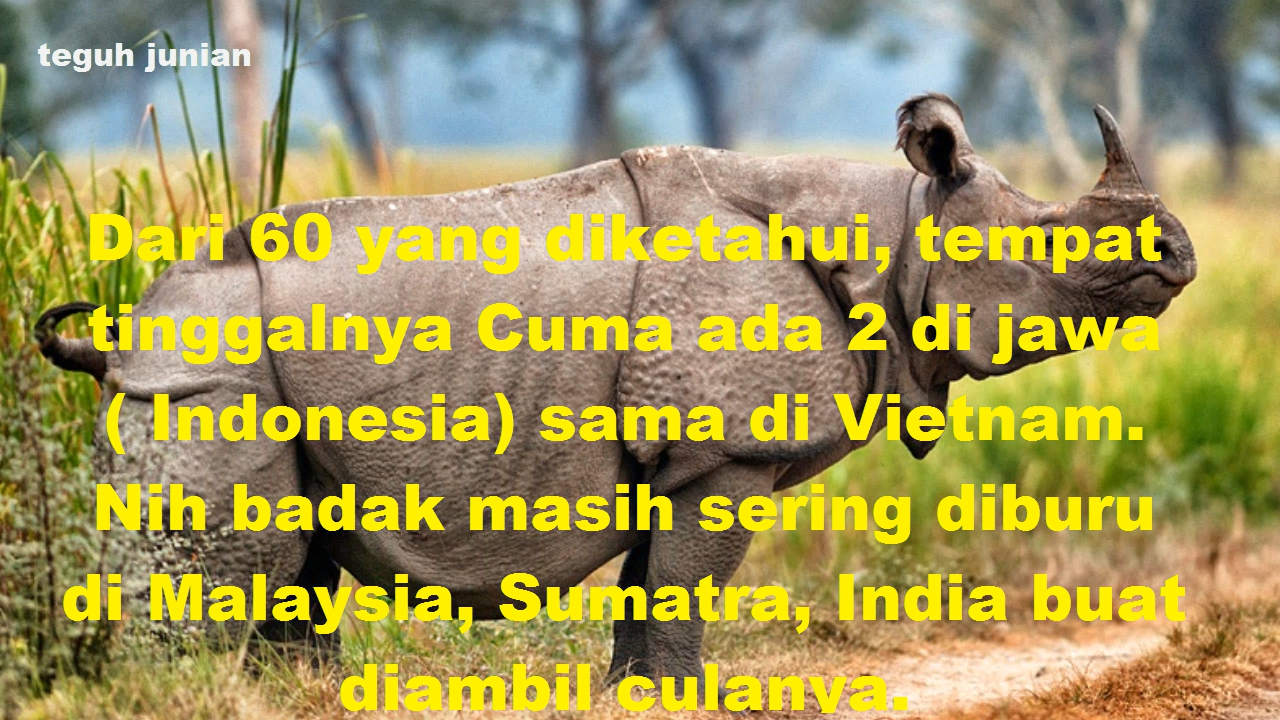 teguh junian
Dari 60 yang diketahui, tempat
tinggalnya Cuma ada 2 di jawa
( Indonesia) sama di Vietnam.
Nih badak masih sering diburu
di Malaysia, Sumatra, India buat
diambil culanya.